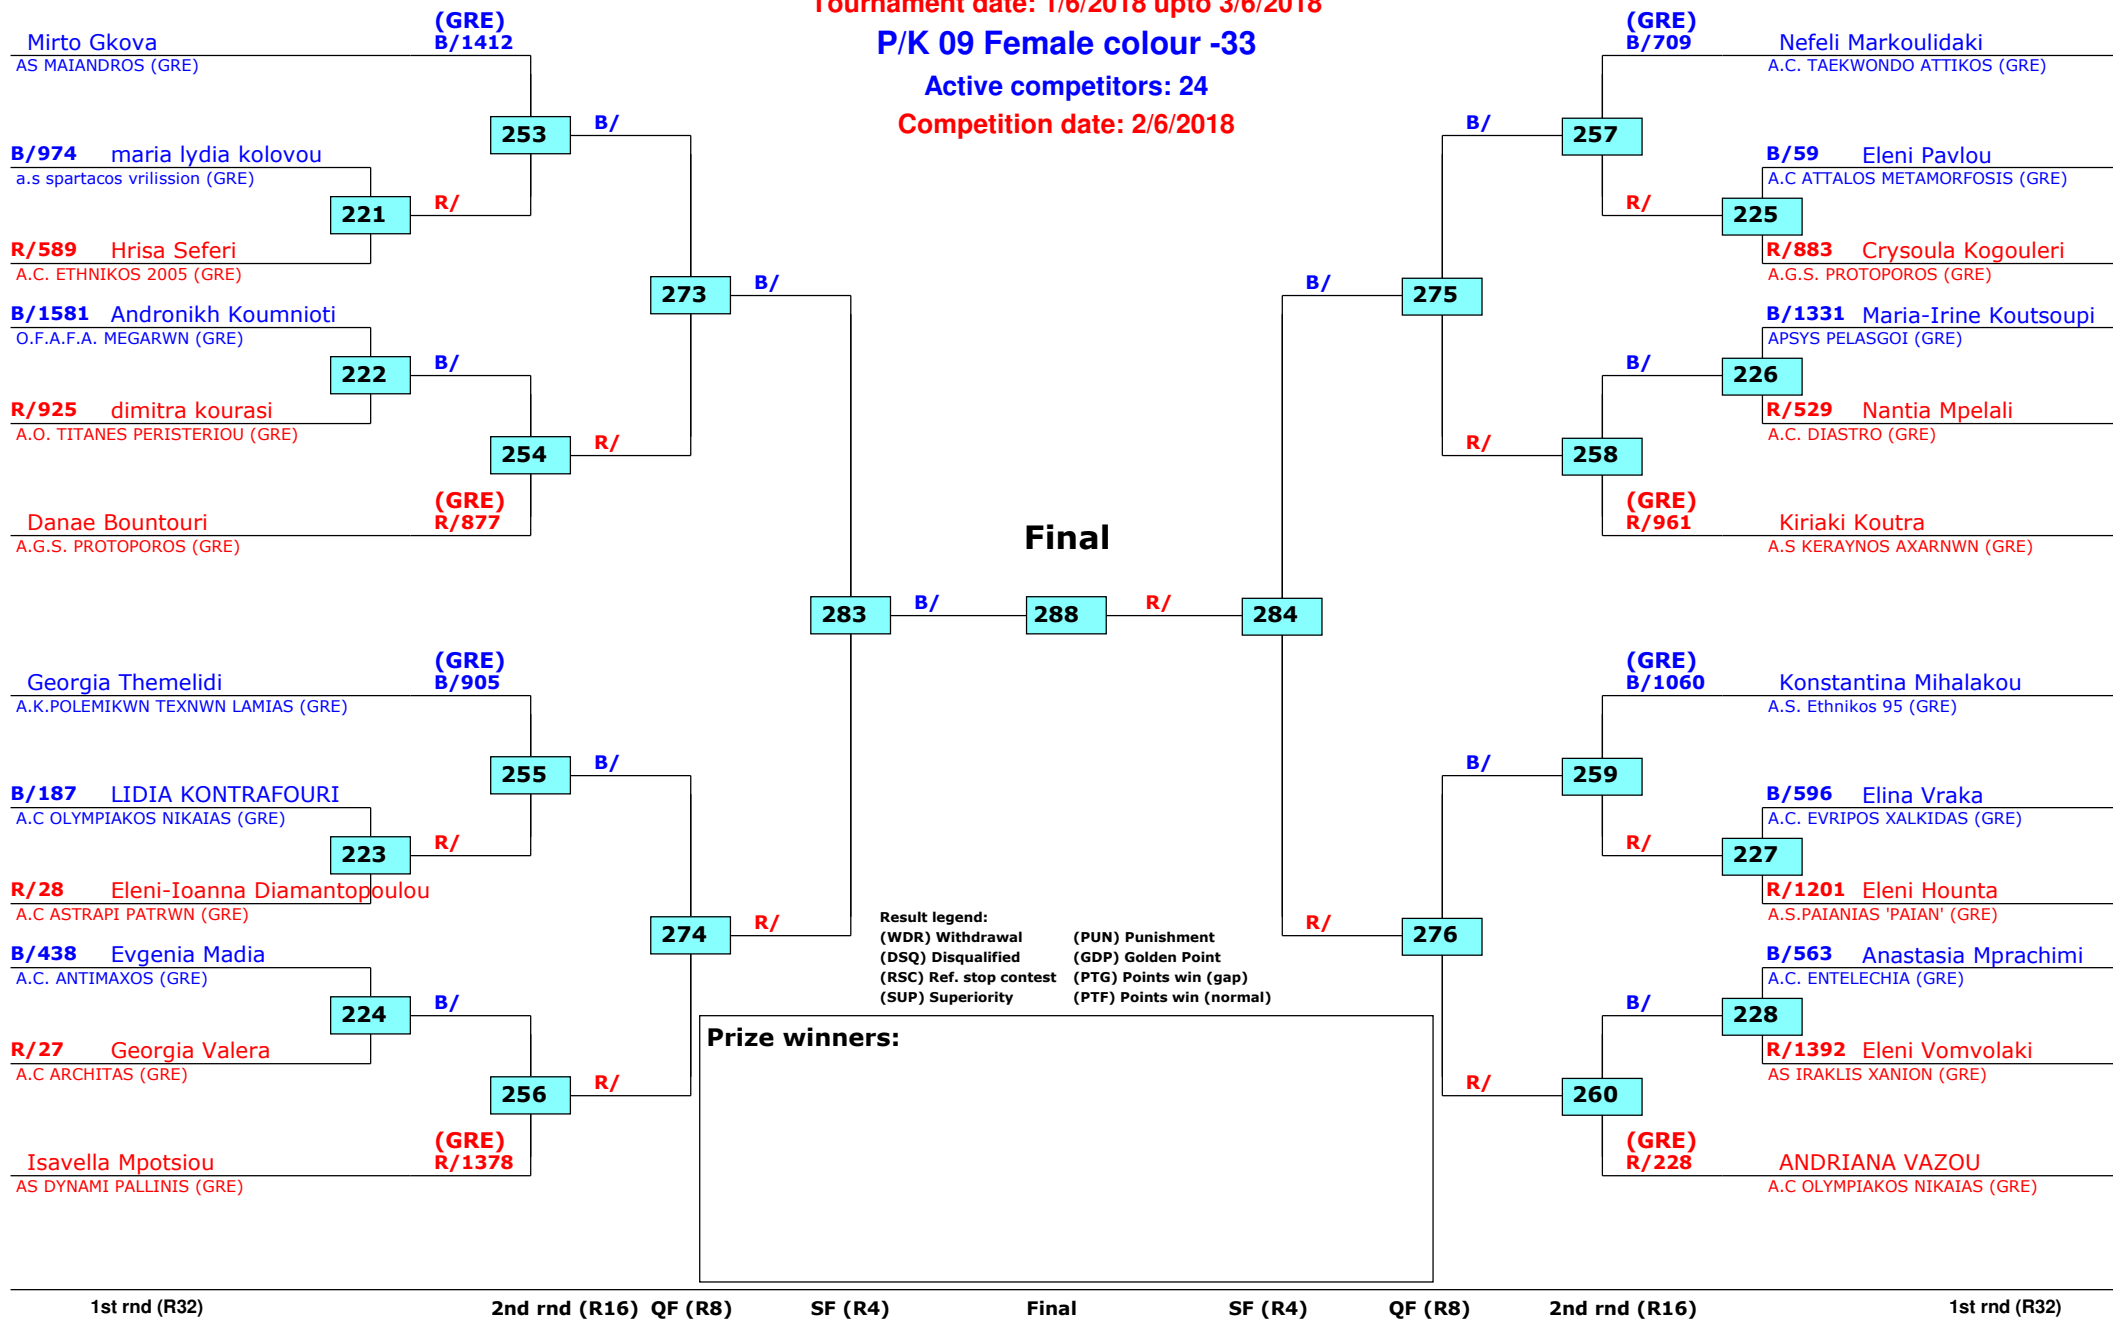 Tournament date: 1/6/2018 upto 3/6/2018
P/K 09 Female colour -33
Active competitors: 24
Competition date: 2/6/2018
(GRE)
Mirto Gkova B/1412
AS MAIANDROS (GRE)
253 B/
B/974 maria lydia kolovou
a.s spartacos vrilission (GRE)
221 R/
R/589 Hrisa Seferi
A.C. ETHNIKOS 2005 (GRE)
273 B/
B/1581 Andronikh Koumnioti
O.F.A.F.A. MEGARWN (GRE)
222 B/
R/925 dimitra kourasi
A.O. TITANES PERISTERIOU (GRE)
254 R/
(GRE)
Danae Bountouri R/877
A.G.S. PROTOPOROS (GRE)
283 B/
(GRE)
Georgia Themelidi B/905
A.K.POLEMIKWN TEXNWN LAMIAS (GRE)
255 B/
B/187 LIDIA KONTRAFOURI
A.C OLYMPIAKOS NIKAIAS (GRE)
223 R/
R/28 Eleni-Ioanna Diamantopoulou
A.C ASTRAPI PATRWN (GRE)
274 R/
B/438 Evgenia Madia
A.C. ANTIMAXOS (GRE)
224 B/
R/27 Georgia Valera
A.C ARCHITAS (GRE)
256 R/
(GRE)
Isavella Mpotsiou R/1378
AS DYNAMI PALLINIS (GRE)
Final
288
(GRE)
B/709 Nefeli Markoulidaki
A.C. TAEKWONDO ATTIKOS (GRE)
B/ 257
B/59 Eleni Pavlou
A.C ATTALOS METAMORFOSIS (GRE)
R/ 225
R/883 Crysoula Kogouleri
A.G.S. PROTOPOROS (GRE)
B/ 275
B/1331 Maria-Irine Koutsoupi
APSYS PELASGOI (GRE)
B/ 226
R/529 Nantia Mpelali
A.C. DIASTRO (GRE)
R/ 258
(GRE)
R/961 Kiriaki Koutra
A.S KERAYNOS AXARNWN (GRE)
R/ 284
(GRE)
B/1060 Konstantina Mihalakou
A.S. Ethnikos 95 (GRE)
B/ 259
B/596 Elina Vraka
A.C. EVRIPOS XALKIDAS (GRE)
R/ 227
R/1201 Eleni Hounta
A.S.PAIANIAS 'PAIAN' (GRE)
R/ 276
B/563 Anastasia Mprachimi
A.C. ENTELECHIA (GRE)
B/ 228
R/1392 Eleni Vomvolaki
AS IRAKLIS XANION (GRE)
R/ 260
(GRE)
R/228 ANDRIANA VAZOU
A.C OLYMPIAKOS NIKAIAS (GRE)
Result legend:
(WDR) Withdrawal (PUN) Punishment
(DSQ) Disqualified (GDP) Golden Point
(RSC) Ref. stop contest (PTG) Points win (gap)
(SUP) Superiority (PTF) Points win (normal)
Prize winners:
1st rnd (R32) 2nd rnd (R16) QF (R8) SF (R4) Final SF (R4) QF (R8) 2nd rnd (R16) 1st rnd (R32)